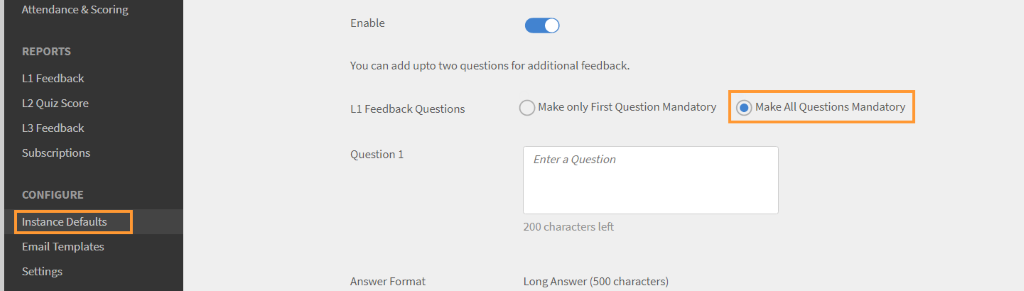 Attendance & Scoring
REPORTS
L1 Feedback
L2 Quiz Score
L3 Feedback
Subscriptions
CONFIGURE
Instance Defaults
Email Templates
Settings
Enable
You can add upto two questions for additional feedback.
L1 Feedback Questions
Make only First Question Mandatory
Make All Questions Mandatory
Question 1
Enter a Question
200 characters left
Answer Format
Long Answer (500 characters)